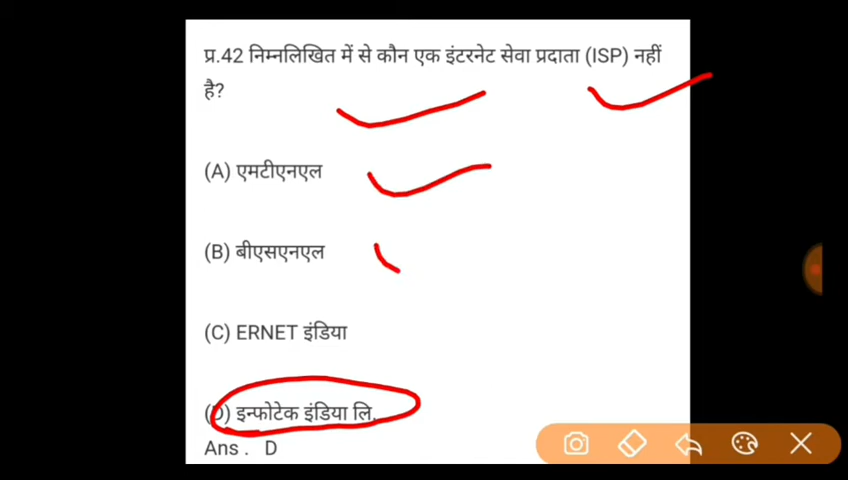 प्र.42 निम्नलिखित में से कौन एक इंटरनेट सेवा प्रदाता (ISP) नहीं
है?
(A) एमटीएनएल
(B) बीएसएनएल
(C) ERNET इंडिया
(D) इन्फोटेक इंडिया लि.
Ans . D